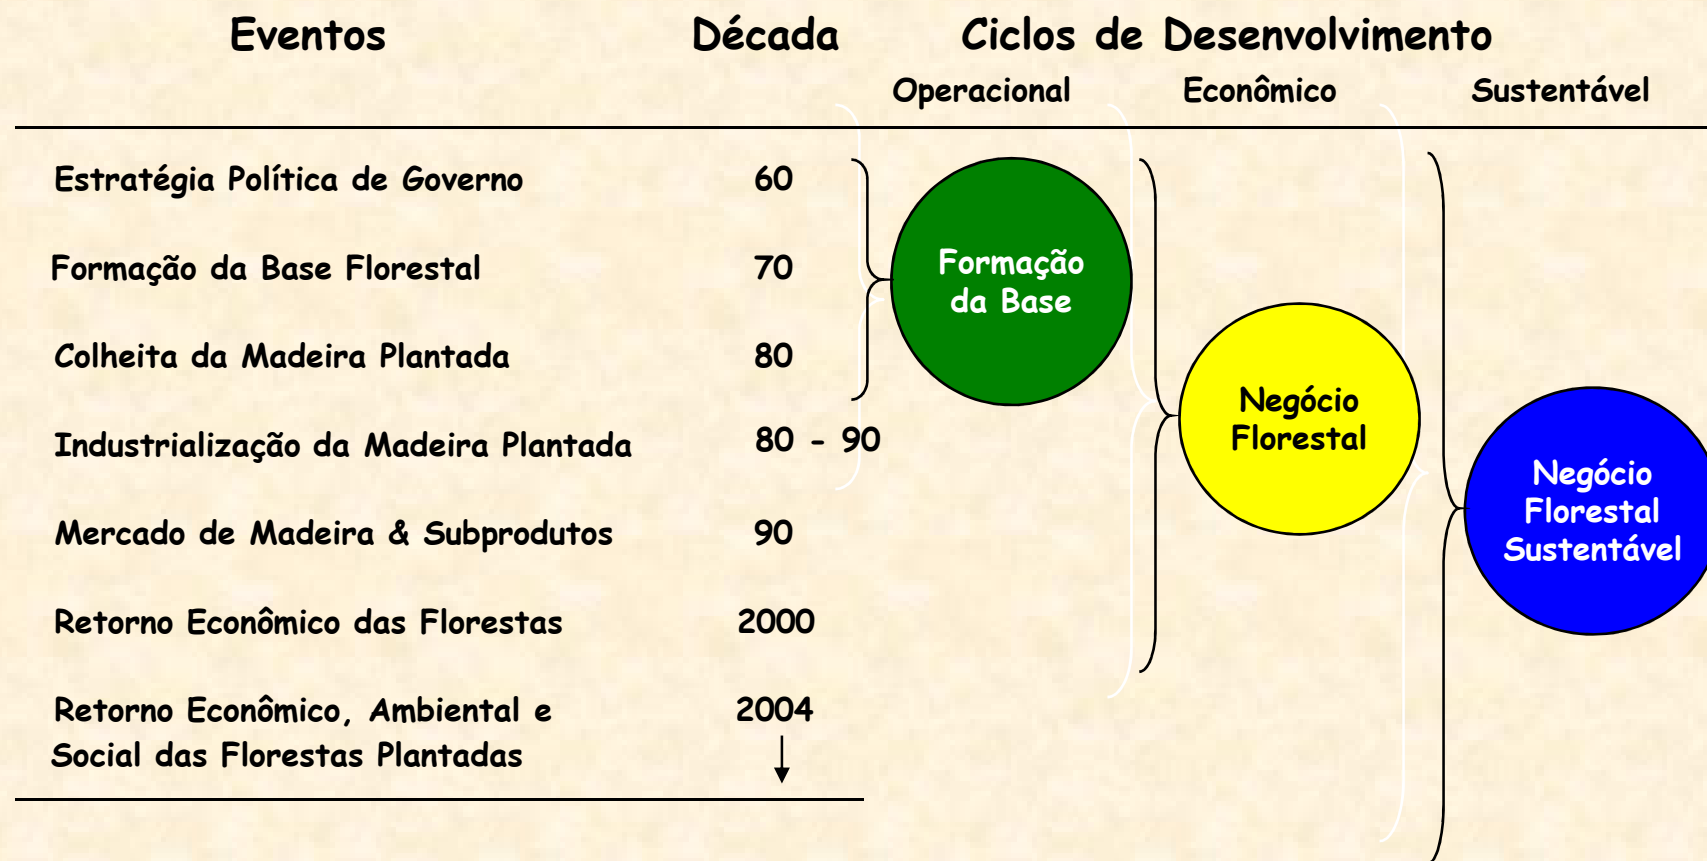 Eventos Década Ciclos de Desenvolvimento
Operacional Econômico Sustentável
Estratégia Política de Governo 60
Formação da Base Florestal 70
Colheita da Madeira Plantada 80
Industrialização da Madeira Plantada 80 - 90
Mercado de Madeira & Subprodutos 90
Retorno Econômico das Florestas 2000
Retorno Econômico, Ambiental e 2004
Social das Florestas Plantadas
Formação
da Base
Negócio
Florestal
Negócio
Florestal
Sustentável